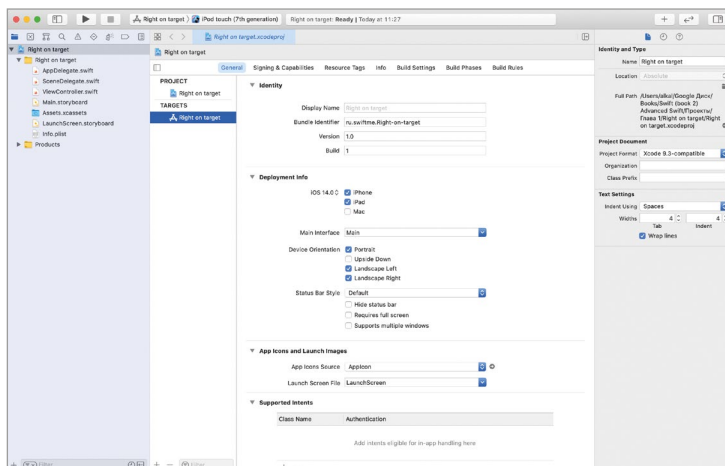 Right on target
iPod touch (7th generation)
Right on target: Ready | Today at 11:27
Right on target.xcodeproj
Right on target
Right on target
AppDelegate.swift
SceneDelegate.swift
ViewController.swift
Main.storyboard
Assets.xcassets
LaunchScreen.storyboard
Info.plist
Products
Filter
Right on target
General Signing & Capabilities Resource Tags Info Build Settings Build Phases Build Rules
PROJECT
Right on target
TARGETS
Right on target
Filter
Identity
Display Name Right on target
Bundle Identifier ru.swiftme.Right-on-target
Version 1.0
Build 1
Deployment Info
iOS 14.0 iPhone
iPad
Mac
Main Interface Main
Device Orientation Portrait
Upside Down
Landscape Left
Landscape Right
Status Bar Style Default
Hide status bar
Requires full screen
Supports multiple windows
App Icons and Launch Images
App Icons Source AppIcon
Launch Screen File LaunchScreen
Supported Intents
Class Name Authentication
Add intents eligible for in-app handling here
Identity and Type
Name Right on target
Location Absolute
Full Path /Users/alkal/Google Диск/
Books/Swift (book 2)
Advanced Swift/Проекты/
Глава 1/Right on target/Right
on target.xcodeproj
Project Document
Project Format Xcode 9.3-compatible
Organization
Class Prefix
Text Settings
Indent Using Spaces
Widths 4 4
Tab Indent
Wrap lines